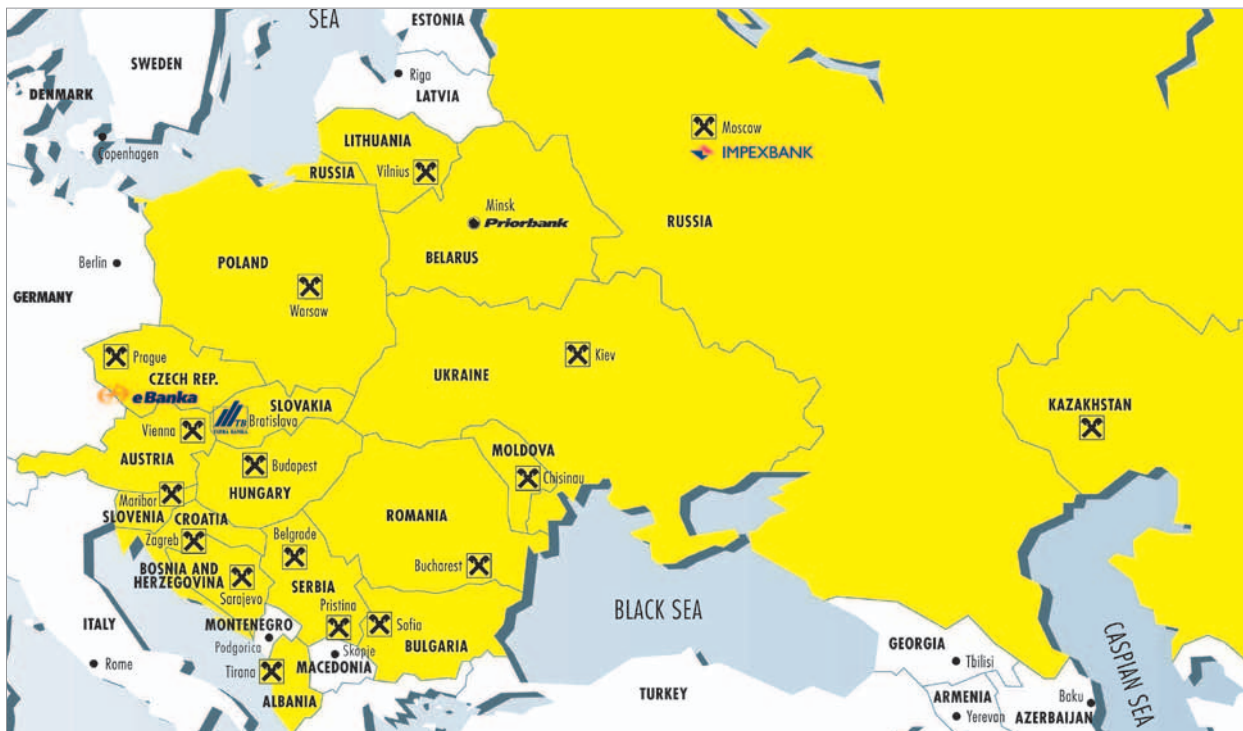 SEA
ESTONIA
SWEDEN
Riga
LATVIA
DENMARK
Copenhagen
LITHUANIA
RUSSIA
Vilnius
Moscow
IMPEXBANK
Minsk
Priorbank
RUSSIA
BELARUS
Berlin
POLAND
GERMANY
Warsaw
Prague
CZECH REP.
eBanka
Kiev
UKRAINE
SLOVAKIA
TB
TATRA BANKA
Bratislava
KAZAKHSTAN
Vienna
AUSTRIA
Budapest
HUNGARY
MOLDOVA
Chisinau
Maribor
SLOVENIA
CROATIA
ROMANIA
Zagreb
Belgrade
Bucharest
BOSNIA AND
HERZEGOVINA
Sarajevo
SERBIA
Pristina
BLACK SEA
ITALY
MONTENEGRO
Podgorica
Sofia
BULGARIA
Skopje
MACEDONIA
Rome
Tirana
ALBANIA
TURKEY
GEORGIA
Tbilisi
CASPIAN SEA
ARMENIA
Yerevan
Baku
AZERBAIJAN